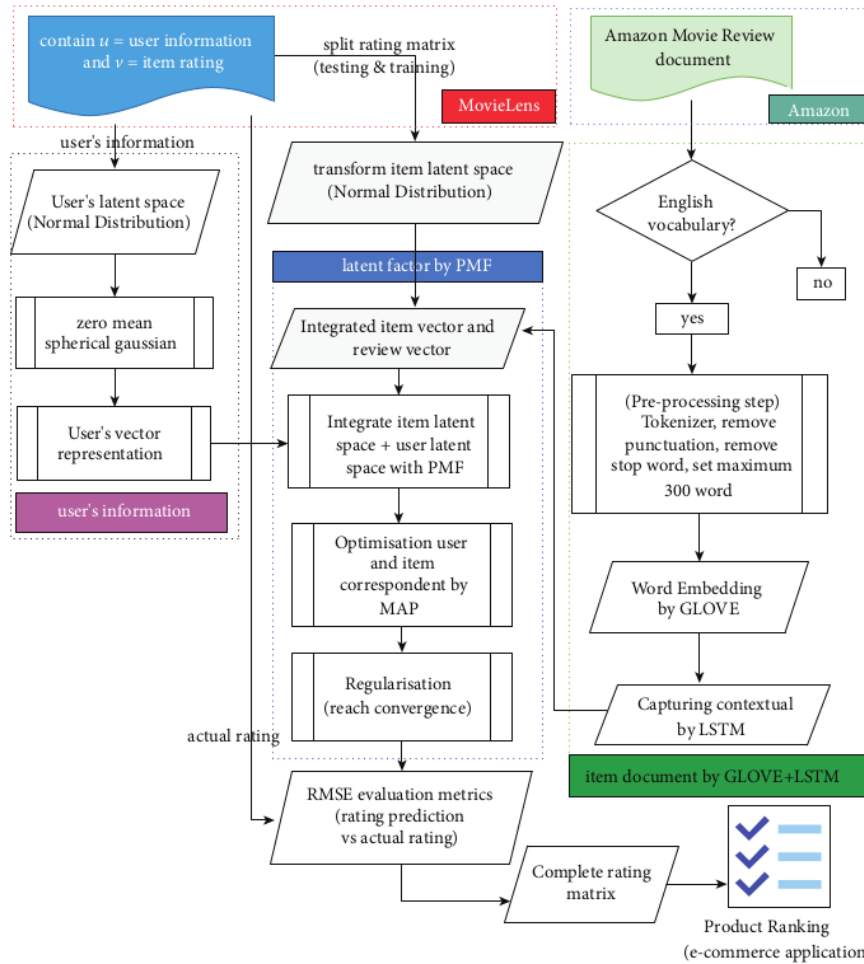 contain u = user information
and v = item rating
split rating matrix
(testing & training)
MovieLens
Amazon Movie Review
document
Amazon
user's information
User's latent space
(Normal Distribution)
zero mean
spherical gaussian
User's vector
representation
user's information
transform item latent space
(Normal Distribution)
latent factor by PMF
Integrated item vector and
review vector
Integrate item latent
space + user latent
space with PMF
Optimisation user
and item
correspondent by
MAP
Regularisation
(reach convergence)
actual rating
English
vocabulary?
no
yes
(Pre-processing step)
Tokenizer, remove
punctuation, remove
stop word, set maximum
300 word
Word Embedding
by GLOVE
Capturing contextual
by LSTM
item document by GLOVE+LSTM
RMSE evaluation metrics
(rating prediction
vs actual rating)
Complete rating
matrix
Product Ranking
(e-commerce application